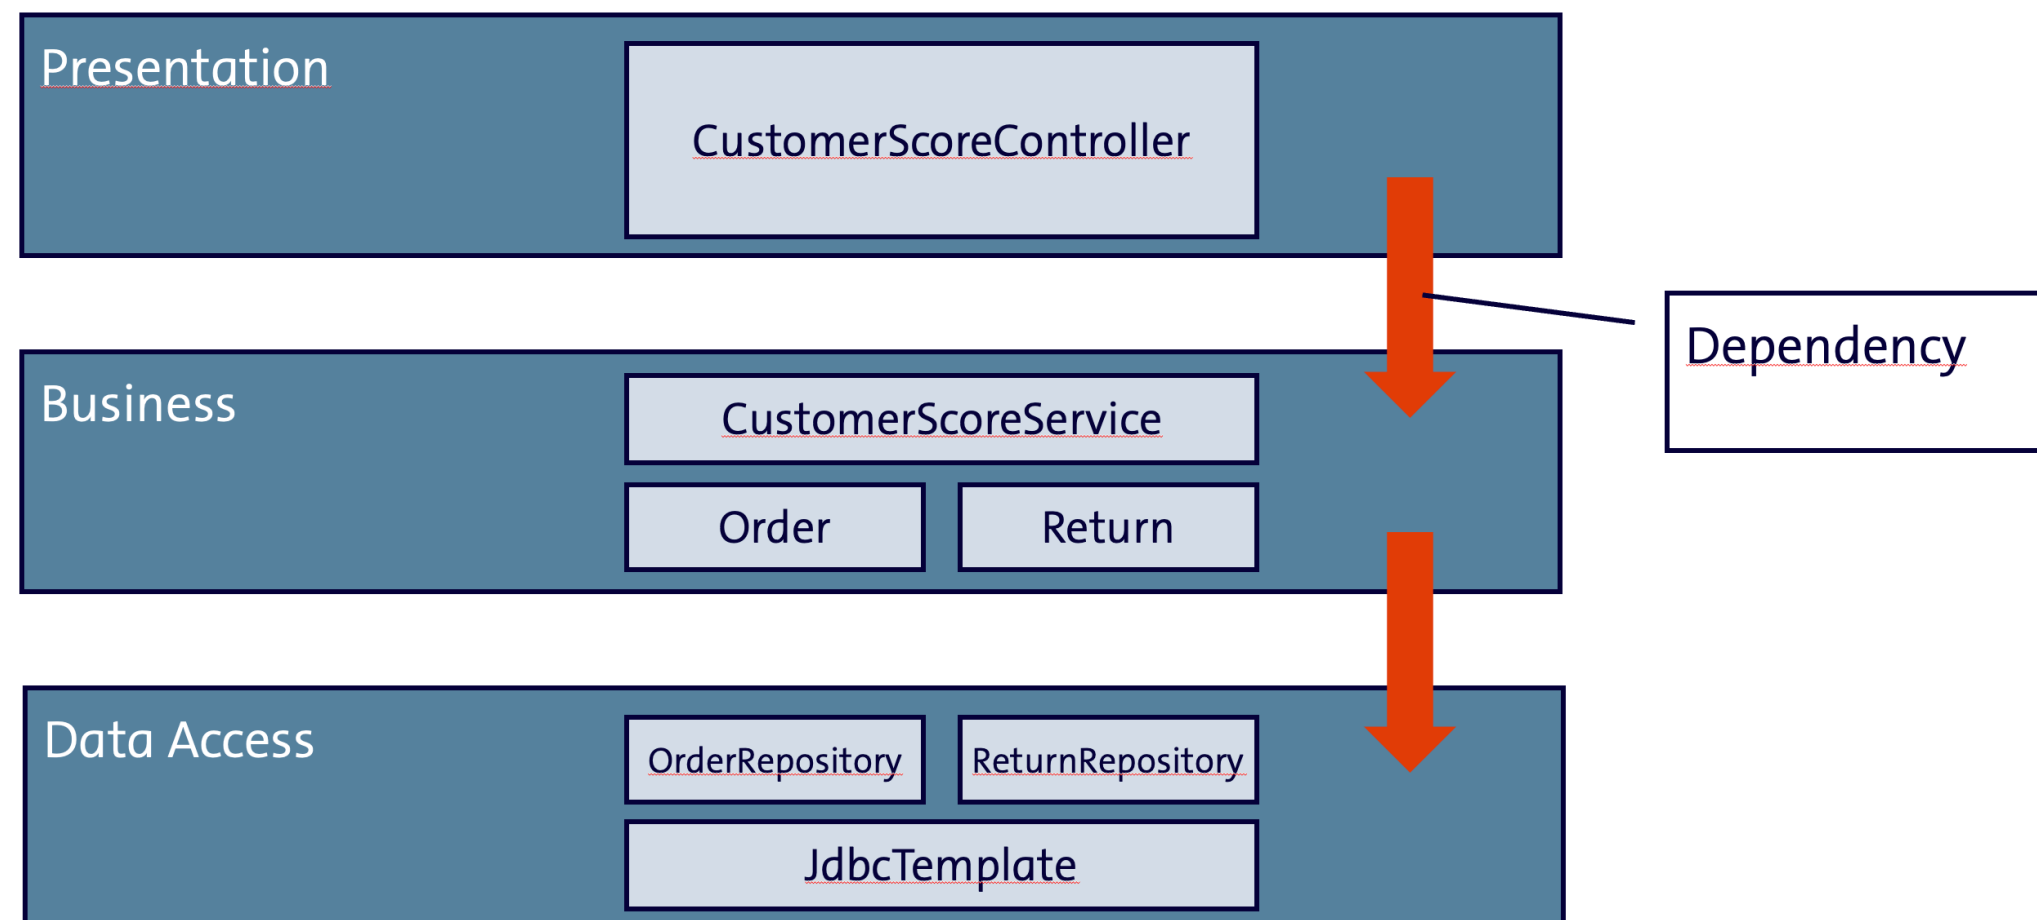 Presentation
CustomerScoreController
Dependency
Business
CustomerScoreService
Order
Return
Data Access
OrderRepository
ReturnRepository
JdbcTemplate